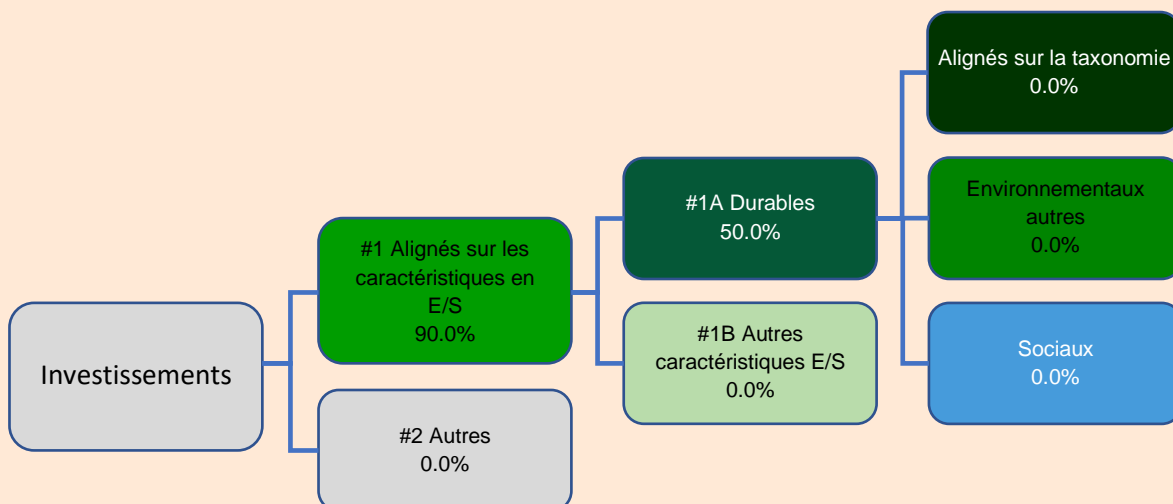 Investissements
#1 Alignés sur les
caractéristiques en
E/S
90.0%
#2 Autres
0.0%
#1A Durables
50.0%
#1B Autres
caractéristiques E/S
0.0%
Alignés sur la taxonomie
0.0%
Environnementaux
autres
0.0%
Sociaux
0.0%